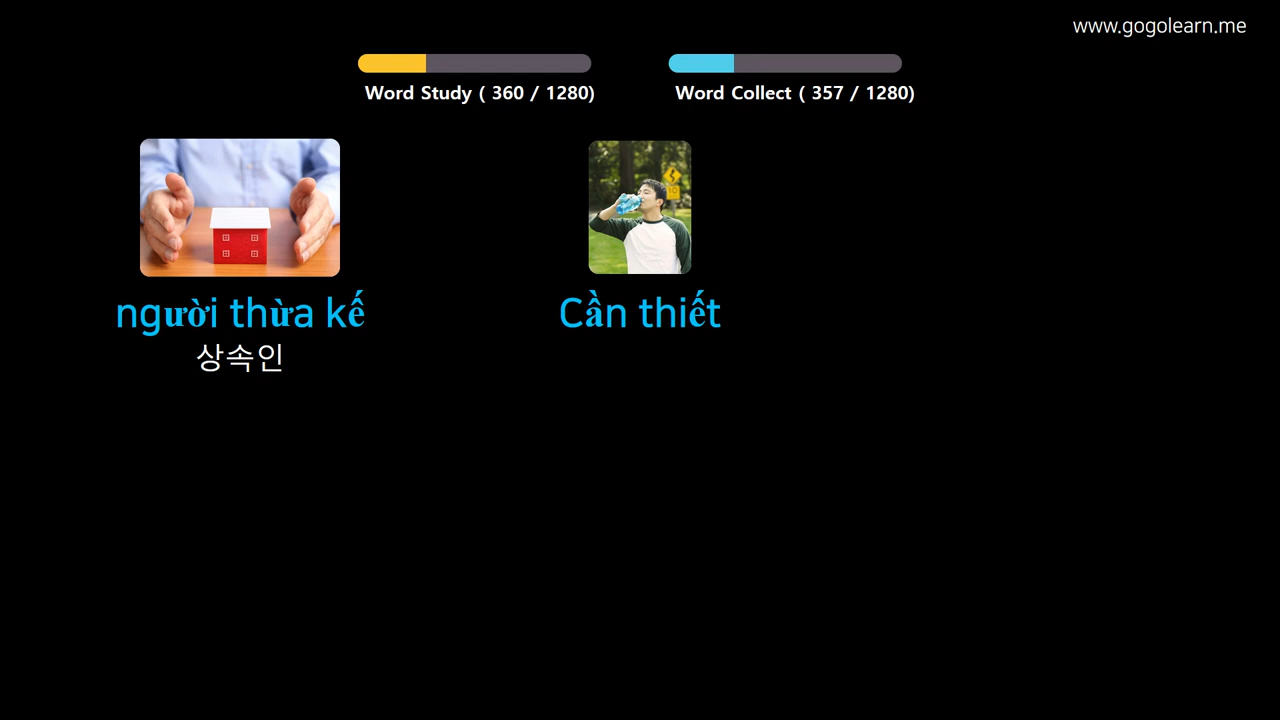 www.gogolearn.me
Word Study ( 360 / 1280)
Word Collect ( 357 / 1280)
người thừa kế
상속인
Cần thiết